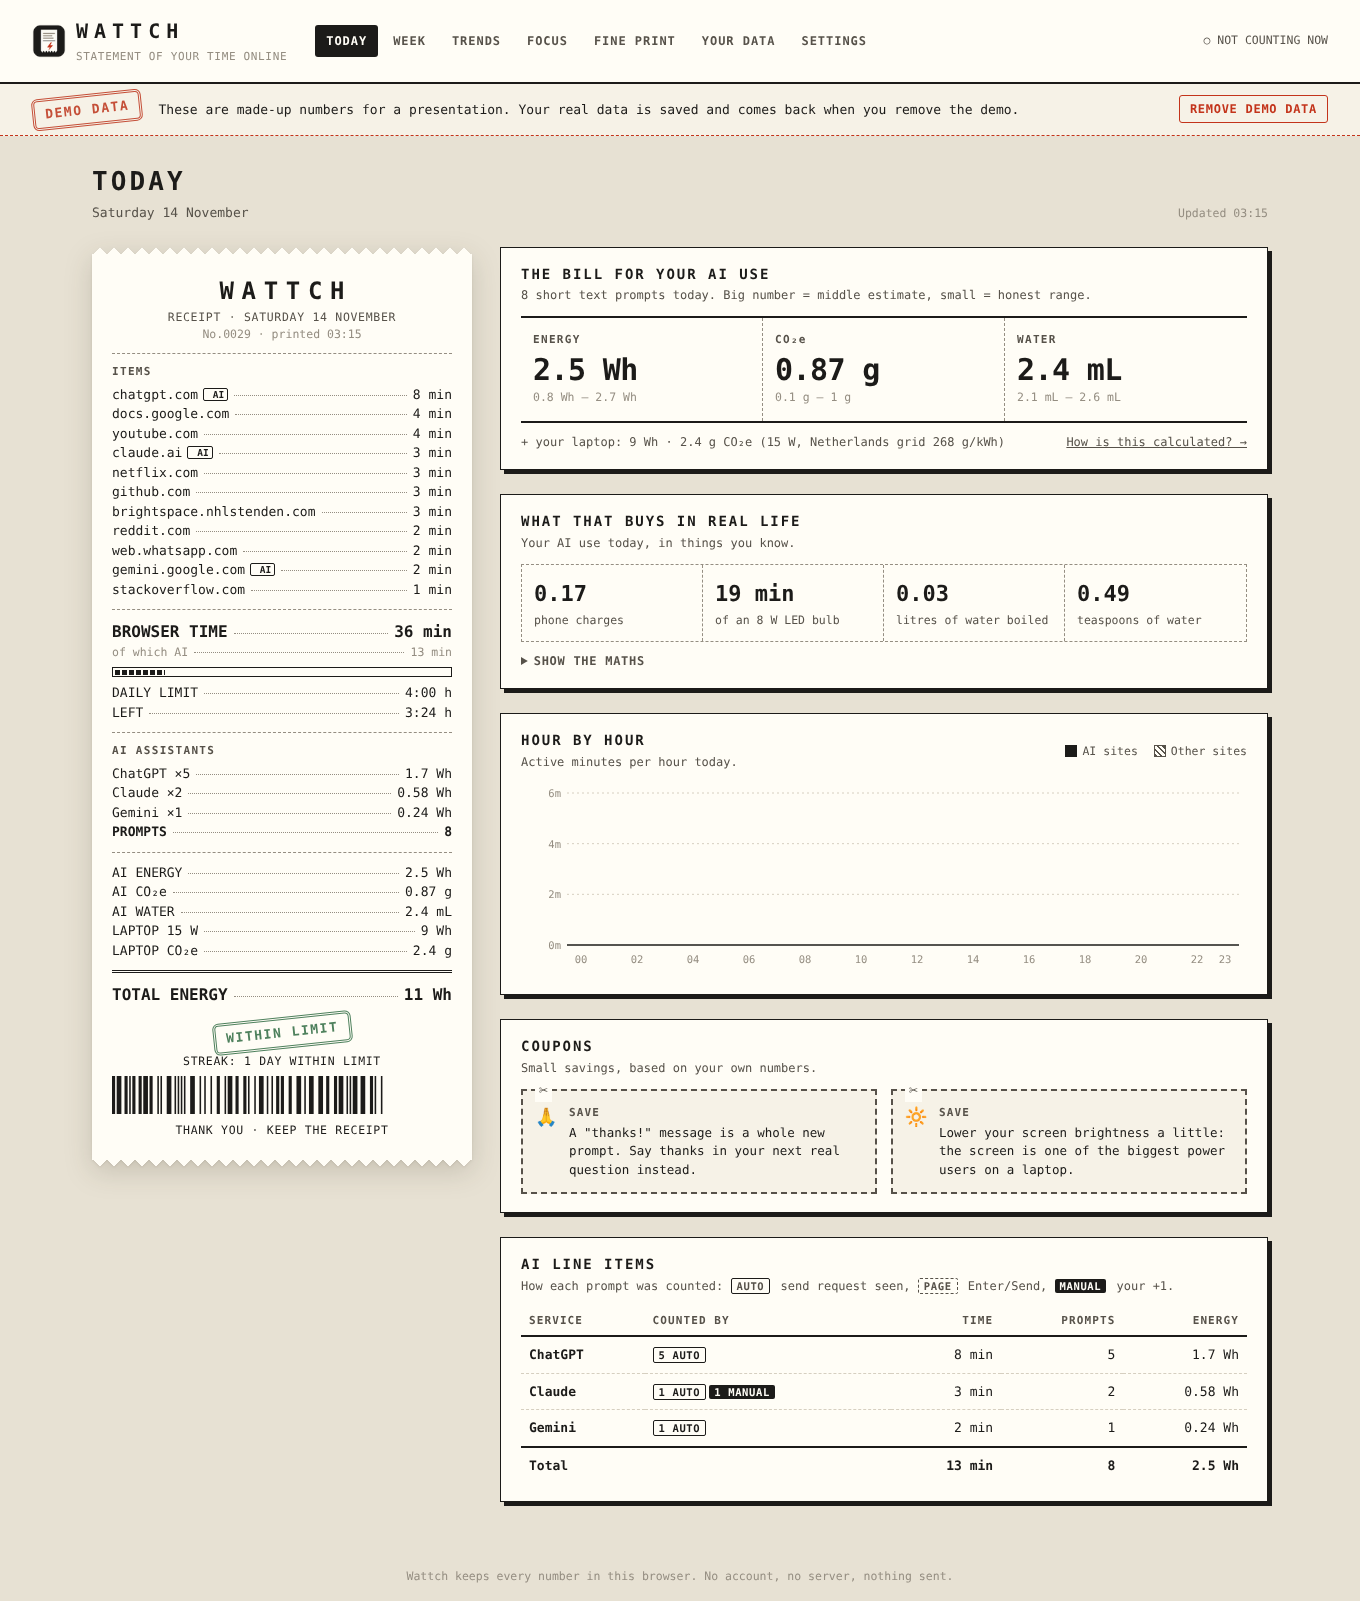 WATTCH
STATEMENT OF YOUR TIME ONLINE
TODAY WEEK TRENDS FOCUS FINE PRINT YOUR DATA SETTINGS
○ NOT COUNTING NOW
DEMO DATA
These are made-up numbers for a presentation. Your real data is saved and comes back when you remove the demo.
REMOVE DEMO DATA
TODAY
Saturday 14 November
Updated 03:15
WATTCH
RECEIPT · SATURDAY 14 NOVEMBER
No.0029 · printed 03:15
ITEMS
chatgpt.com AI 8 min
docs.google.com 4 min
youtube.com 4 min
claude.ai AI 3 min
netflix.com 3 min
github.com 3 min
brightspace.nhlstenden.com 3 min
reddit.com 2 min
web.whatsapp.com 2 min
gemini.google.com AI 2 min
stackoverflow.com 1 min
BROWSER TIME 36 min
of which AI 13 min
DAILY LIMIT 4:00 h
LEFT 3:24 h
AI ASSISTANTS
ChatGPT ×5 1.7 Wh
Claude ×2 0.58 Wh
Gemini ×1 0.24 Wh
PROMPTS 8
AI ENERGY 2.5 Wh
AI CO₂e 0.87 g
AI WATER 2.4 mL
LAPTOP 15 W 9 Wh
LAPTOP CO₂e 2.4 g
TOTAL ENERGY 11 Wh
WITHIN LIMIT
STREAK: 1 DAY WITHIN LIMIT
THANK YOU · KEEP THE RECEIPT
THE BILL FOR YOUR AI USE
8 short text prompts today. Big number = middle estimate, small = honest range.
ENERGY
2.5 Wh
0.8 Wh – 2.7 Wh
CO₂e
0.87 g
0.1 g – 1 g
WATER
2.4 mL
2.1 mL – 2.6 mL
+ your laptop: 9 Wh · 2.4 g CO₂e (15 W, Netherlands grid 268 g/kWh)
How is this calculated? →
WHAT THAT BUYS IN REAL LIFE
Your AI use today, in things you know.
0.17
phone charges
19 min
of an 8 W LED bulb
0.03
litres of water boiled
0.49
teaspoons of water
SHOW THE MATHS
HOUR BY HOUR
Active minutes per hour today.
AI sites Other sites
6m
4m
2m
0m
00 02 04 06 08 10 12 14 16 18 20 22 23
COUPONS
Small savings, based on your own numbers.
SAVE
A "thanks!" message is a whole new
prompt. Say thanks in your next real
question instead.
SAVE
Lower your screen brightness a little:
the screen is one of the biggest power
users on a laptop.
AI LINE ITEMS
How each prompt was counted: AUTO send request seen, PAGE Enter/Send, MANUAL your +1.
SERVICE COUNTED BY TIME PROMPTS ENERGY
ChatGPT 5 AUTO 8 min 5 1.7 Wh
Claude 1 AUTO 1 MANUAL 3 min 2 0.58 Wh
Gemini 1 AUTO 2 min 1 0.24 Wh
Total 13 min 8 2.5 Wh
Wattch keeps every number in this browser. No account, no server, nothing sent.